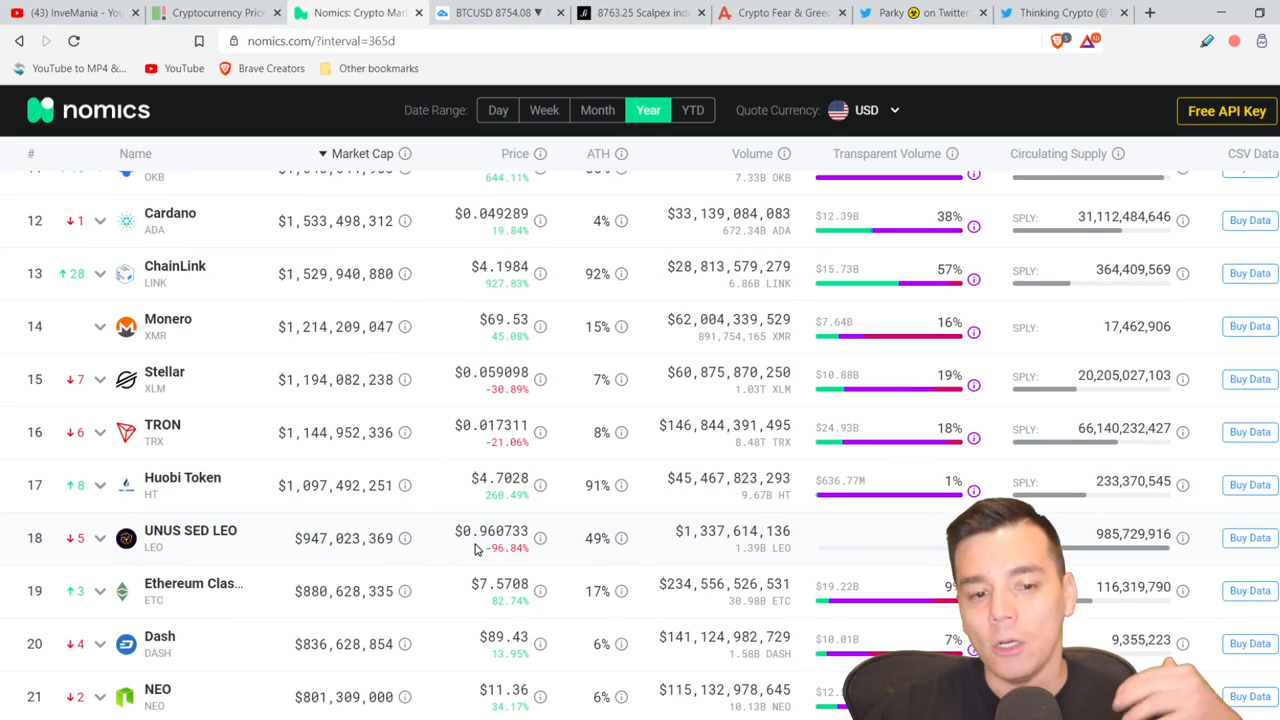 (43) InveMania - You
Cryptocurrency Price
Nomics: Crypto Mar
BTCUSD 8754.08 ▼
8763.25 Scalpex ind
Crypto Fear & Greed
Parky ☣ on Twitter
Thinking Crypto (@T
nomics.com/?interval=365d
5
10
YouTube to MP4 &...
YouTube
Brave Creators
Other bookmarks
nomics
Date Range:
Day
Week
Month
Year
YTD
Quote Currency:
USD
Free API Key
# Name Market Cap Price ATH Volume Transparent Volume Circulating Supply CSV Data
OKB 644.11% 7.33B OKB
12 ↓1 Cardano $1,533,498,312 $0.049289 4% $33,139,084,083 $12.39B 38% SPLY: 31,112,484,646 Buy Data
ADA 19.84% 672.34B ADA
13 ↑28 ChainLink $1,529,940,880 $4.1984 92% $28,813,579,279 $15.73B 57% SPLY: 364,409,569 Buy Data
LINK 927.83% 6.86B LINK
14 Monero $1,214,209,047 $69.53 15% $62,004,339,529 $7.64B 16% SPLY: 17,462,906 Buy Data
XMR 45.08% 891,754,165 XMR
15 ↓7 Stellar $1,194,082,238 $0.059098 7% $60,875,870,250 $10.88B 19% SPLY: 20,205,027,103 Buy Data
XLM -30.89% 1.03T XLM
16 ↓6 TRON $1,144,952,336 $0.017311 8% $146,844,391,495 $24.93B 18% SPLY: 66,140,232,427 Buy Data
TRX -21.06% 8.48T TRX
17 ↑8 Huobi Token $1,097,492,251 $4.7028 91% $45,467,823,293 $636.77M 1% SPLY: 233,370,545 Buy Data
HT 260.49% 9.67B HT
18 ↓5 UNUS SED LEO $947,023,369 $0.960733 49% $1,337,614,136 985,729,916 Buy Data
LEO -96.84% 1.39B LEO
19 ↑3 Ethereum Clas... $880,628,335 $7.5708 17% $234,556,526,531 $19.22B 116,319,790 Buy Data
ETC 82.74% 30.98B ETC
20 ↓4 Dash $836,628,854 $89.43 6% $141,124,982,729 $10.01B 7% 9,355,223 Buy Data
DASH 13.95% 1.58B DASH
21 ↓2 NEO $801,309,000 $11.36 6% $115,132,978,645 Buy Data
NEO 34.17% 10.13B NEO